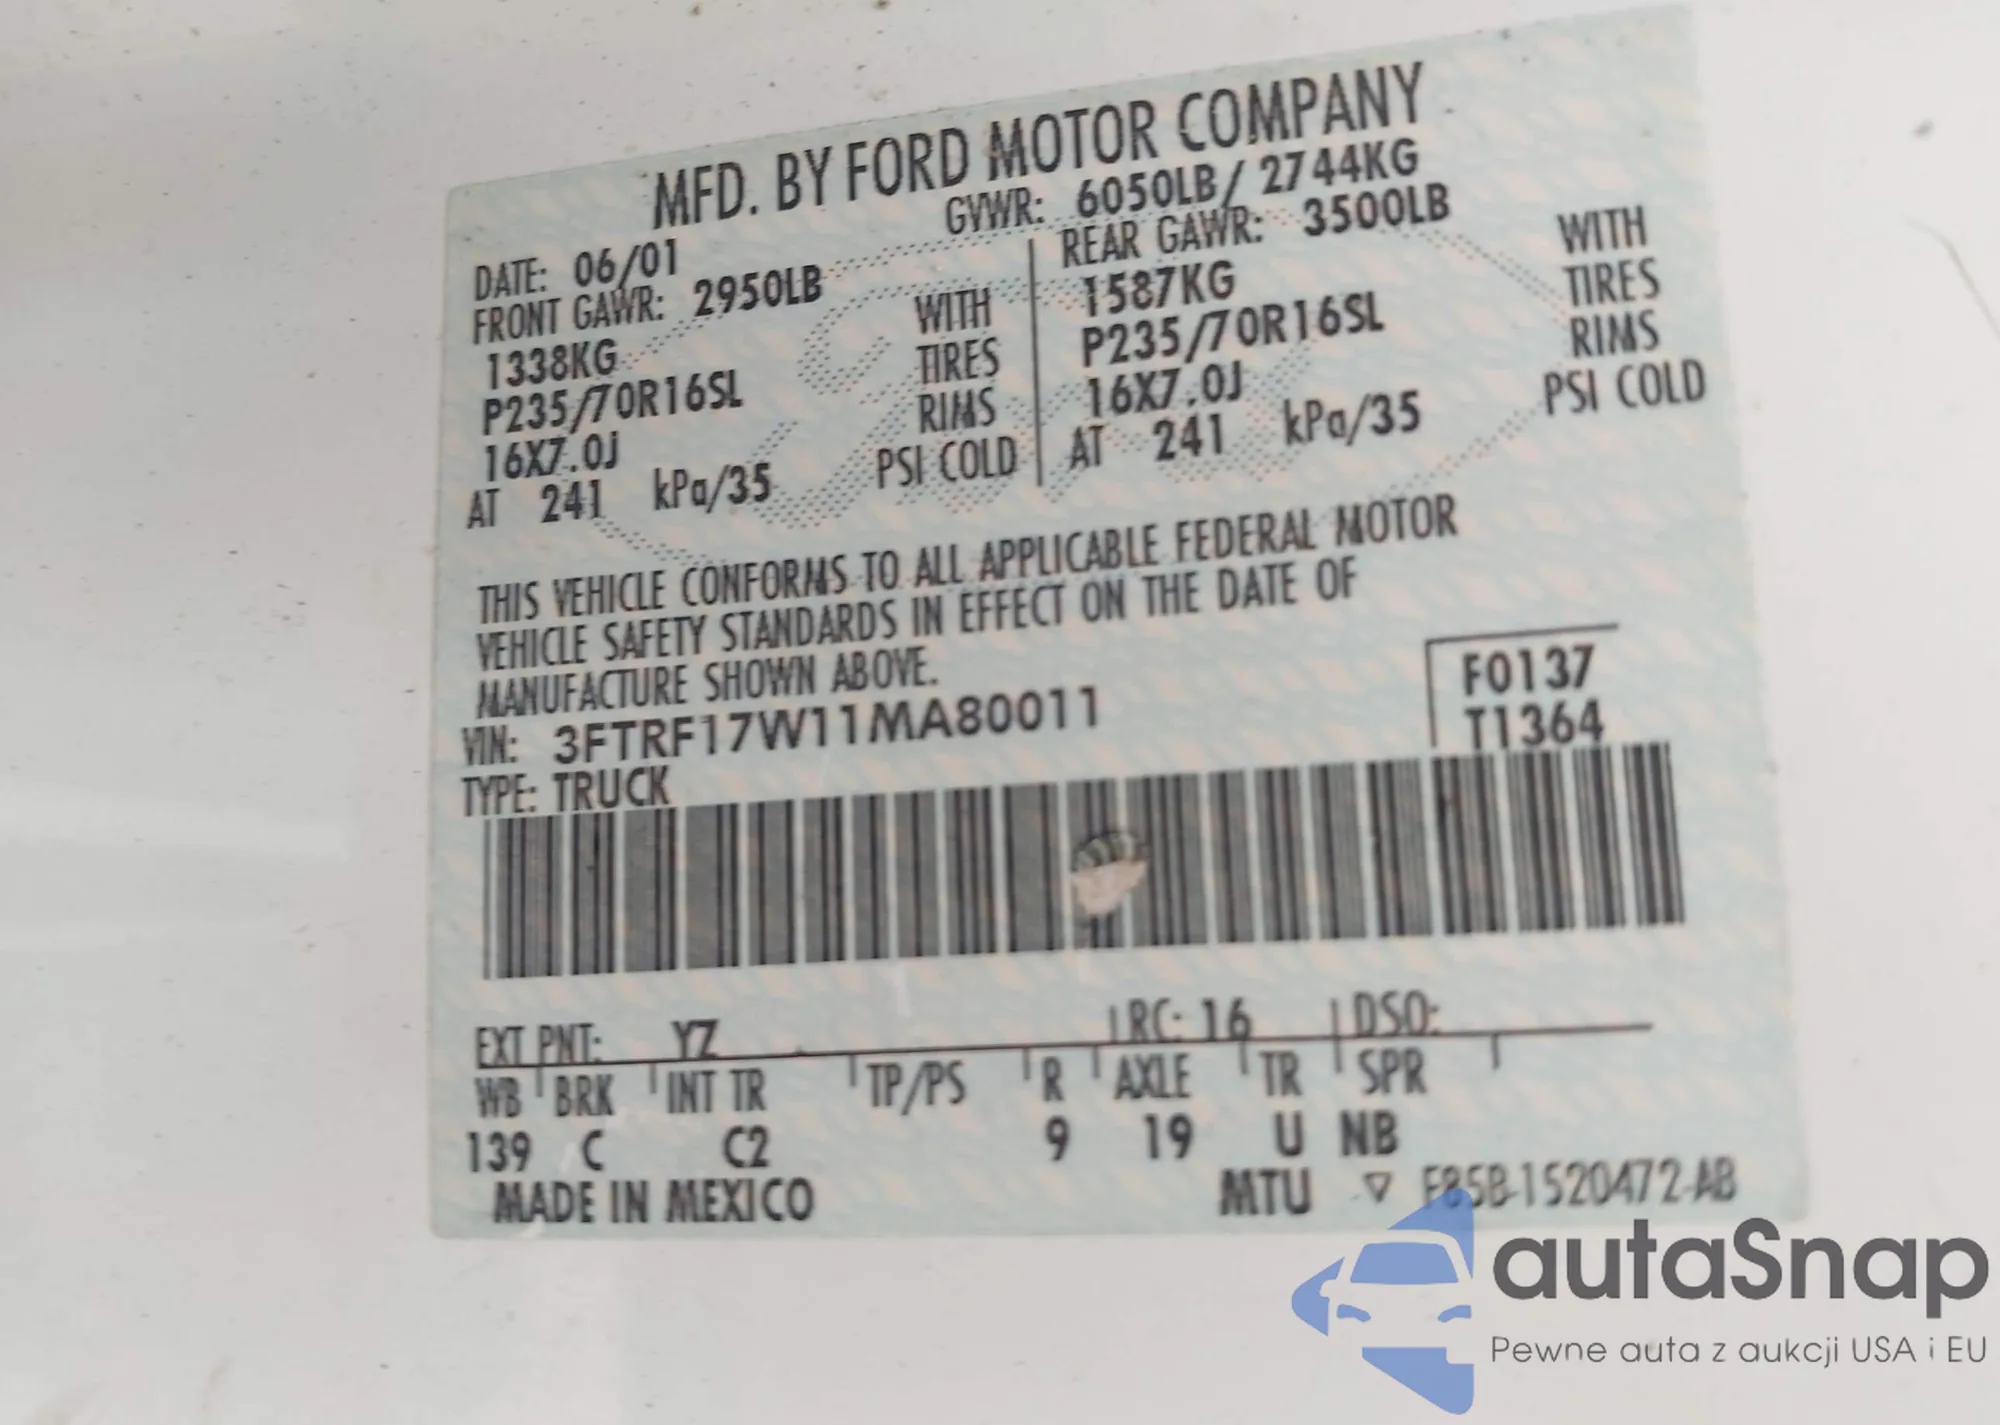 MFD. BY FORD MOTOR COMPANY
DATE: 06/01 GVWR: 6050LB/ 2744KG
FRONT GAWR: 2950LB REAR GAWR: 3500LB
1338KG WITH 1587KG WITH
P235/70R16SL TIRES P235/70R16SL TIRES
16X7.0J RIMS 16X7.0J RIMS
AT 241 kPa/35 PSI COLD AT 241 kPa/35 PSI COLD
THIS VEHICLE CONFORMS TO ALL APPLICABLE FEDERAL MOTOR
VEHICLE SAFETY STANDARDS IN EFFECT ON THE DATE OF
MANUFACTURE SHOWN ABOVE.
VIN: 3FTRF17W11MA80011 F0137
TYPE: TRUCK T1364
EXT PNT: YZ RC: 16 DSO:
WB BRK INT TR TP/PS R AXLE TR SPR
139 C C2 9 19 U NB
MADE IN MEXICO MTU ▽ F85B-1520472-AB
autaSnap
Pewne auta z aukcji USA i EU